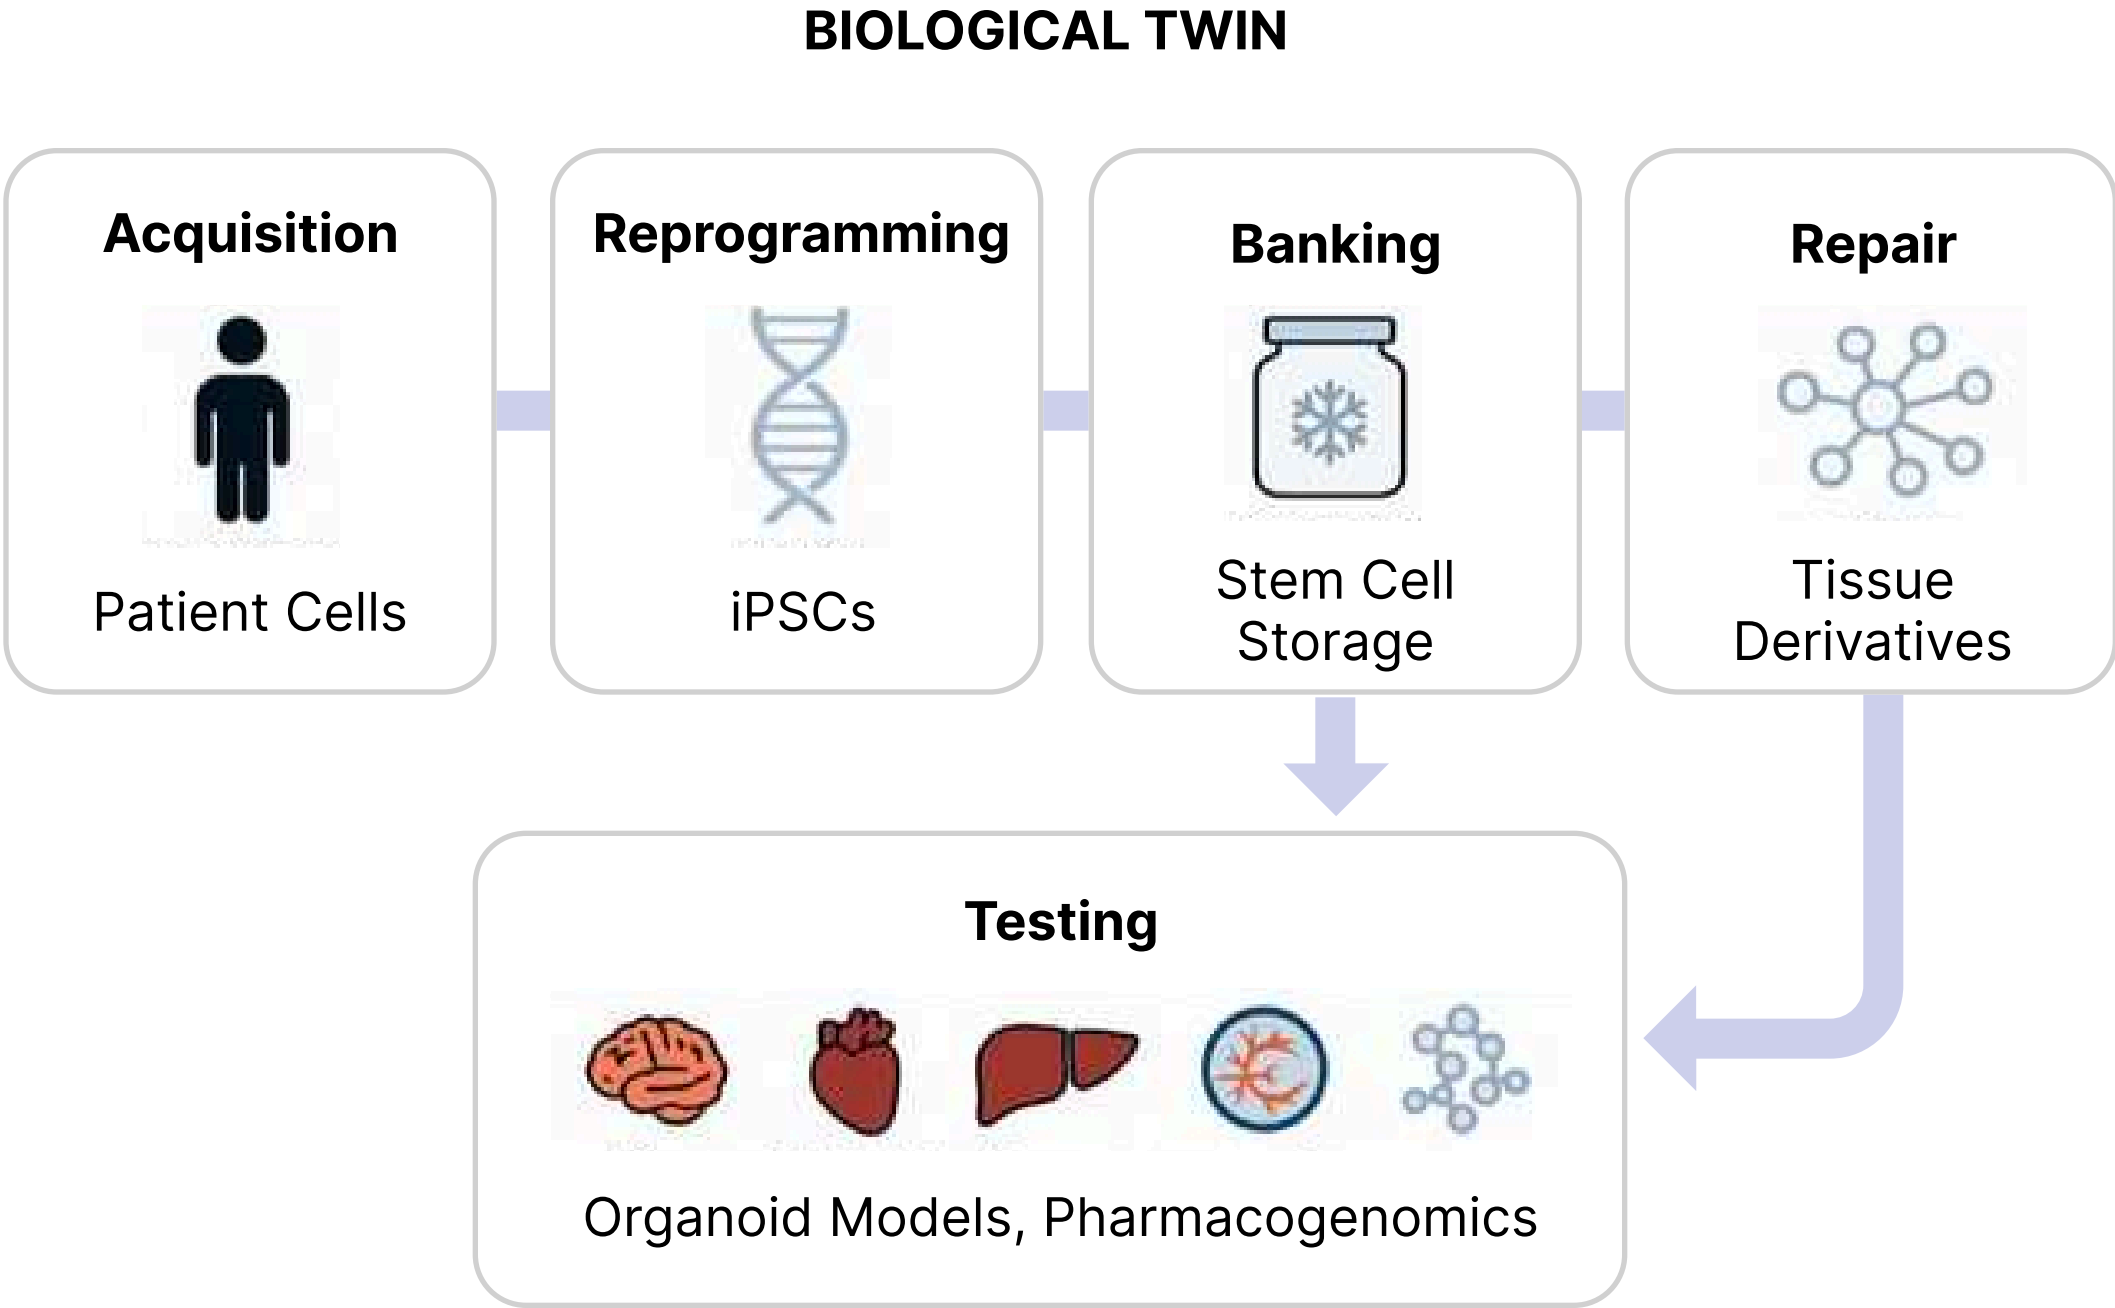 BIOLOGICAL TWIN
Acquisition
Patient Cells
Reprogramming
iPSCs
Banking
Stem Cell
Storage
Repair
Tissue
Derivatives
Testing
Organoid Models, Pharmacogenomics